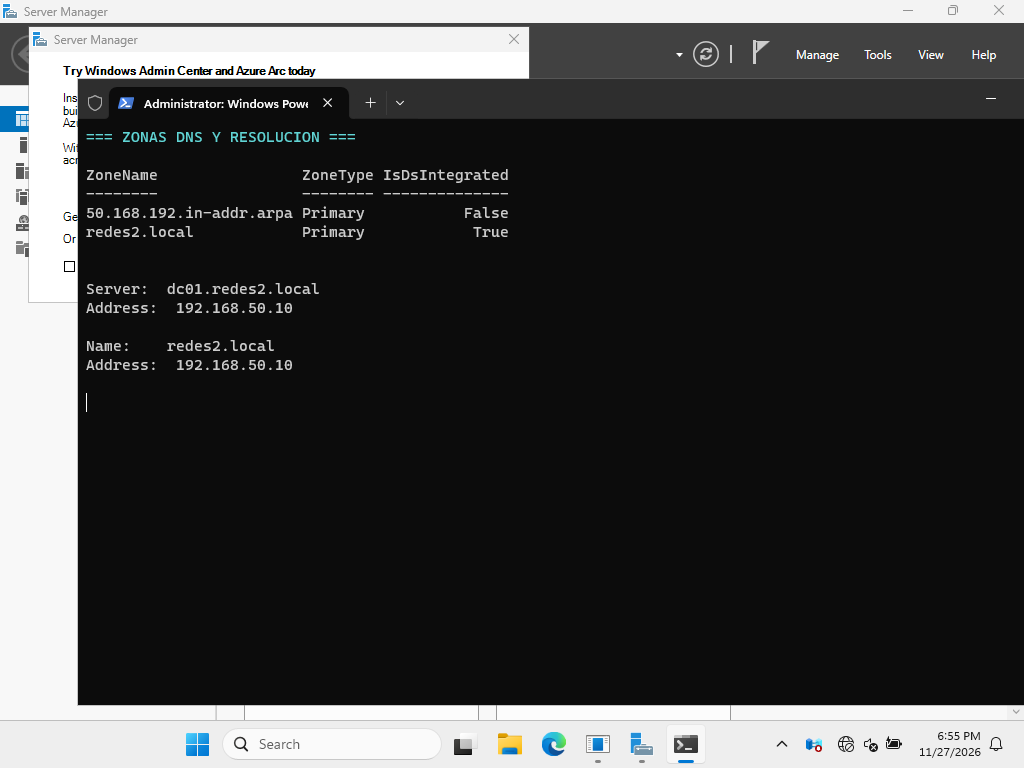 Server Manager
Server Manager
Manage Tools View Help
Try Windows Admin Center and Azure Arc today
Administrator: Windows Powe
=== ZONAS DNS Y RESOLUCION ===
ZoneName ZoneType IsDsIntegrated
-------- -------- --------------
50.168.192.in-addr.arpa Primary False
redes2.local Primary True
Server: dc01.redes2.local
Address: 192.168.50.10
Name: redes2.local
Address: 192.168.50.10
Search
6:55 PM
11/27/2026